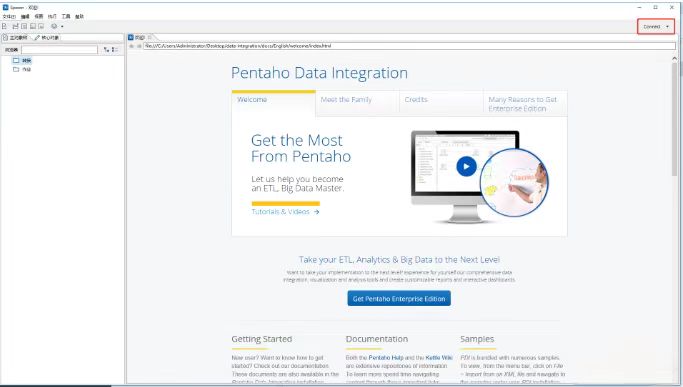 Spoon - 欢迎!
文件(F) 编辑 视图 执行 工具 帮助
Connect
主对象树 核心对象
欢迎!
浏览器
file:///C:/Users/Administrator/Desktop/data-integration/docs/English/welcome/index.html
转换
作业
Pentaho Data Integration
Welcome
Meet the Family
Credits
Many Reasons to Get
Enterprise Edition
Get the Most
From Pentaho
Let us help you become
an ETL, Big Data Master.
Tutorials & Videos →
Take your ETL, Analytics & Big Data to the Next Level
Want to take your implementation to the next level? Experience for yourself our comprehensive data
integration, visualization and analysis tools and create customizable reports and interactive dashboards.
Get Pentaho Enterprise Edition
Getting Started
New user? Want to know how to get
started? Check out our documentation.
These documents are also available in the
Documentation
Both the Pentaho Help and the Kettle Wiki
are extensive repositories of information.
To learn more spend time navigating
Samples
PDI is bundled with numerous samples.
To view, from the menu bar, click on File
– Import from an XML file and navigate to